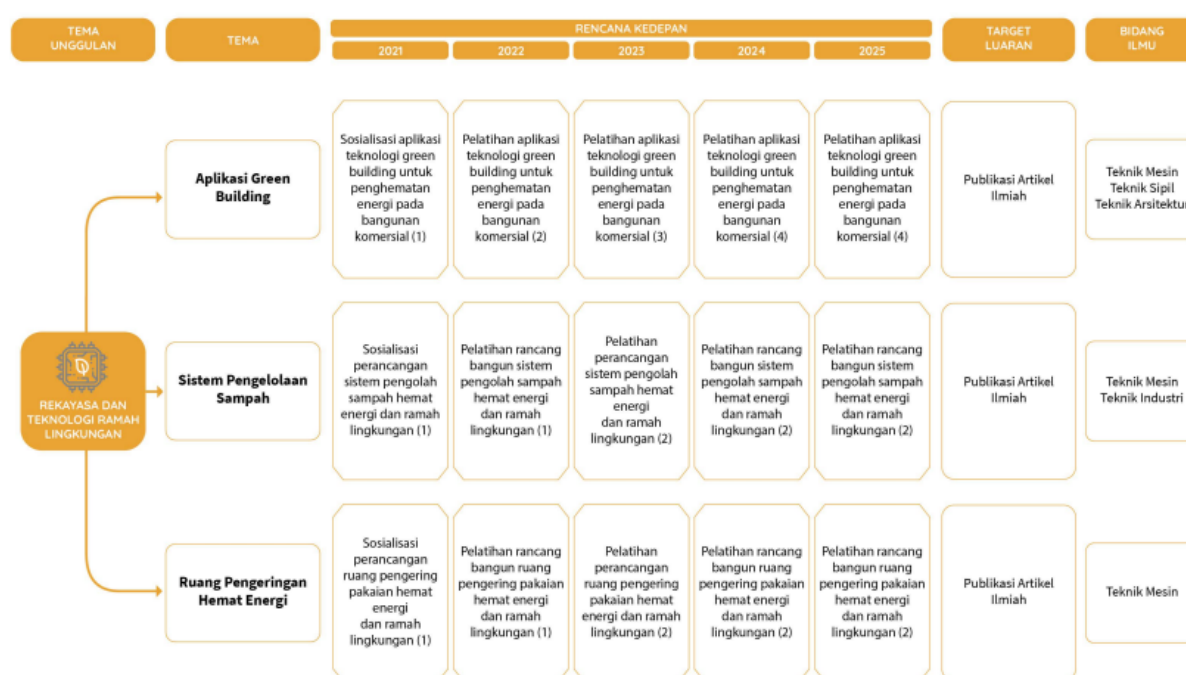 TEMA
UNGGULAN
TEMA
RENCANA KEDEPAN
2021
2022
2023
2024
2025
TARGET
LUARAN
BIDANG
ILMU
REKAYASA DAN
TEKNOLOGI RAMAH
LINGKUNGAN
Aplikasi Green
Building
Sosialisasi aplikasi
teknologi green
building untuk
penghematan
energi pada
bangunan
komersial (1)
Pelatihan aplikasi
teknologi green
building untuk
penghematan
energi pada
bangunan
komersial (2)
Pelatihan aplikasi
teknologi green
building untuk
penghematan
energi pada
bangunan
komersial (3)
Pelatihan aplikasi
teknologi green
building untuk
penghematan
energi pada
bangunan
komersial (4)
Pelatihan aplikasi
teknologi green
building untuk
penghematan
energi pada
bangunan
komersial (4)
Publikasi Artikel
Ilmiah
Teknik Mesin
Teknik Sipil
Teknik Arsitektur
Sistem Pengelolaan
Sampah
Sosialisasi
perancangan
sistem pengolah
sampah hemat
energi dan ramah
lingkungan (1)
Pelatihan rancang
bangun sistem
pengolah sampah
hemat energi
dan ramah
lingkungan (1)
Pelatihan
perancangan
sistem pengolah
sampah hemat
energi
dan ramah
lingkungan (2)
Pelatihan rancang
bangun sistem
pengolah sampah
hemat energi
dan ramah
lingkungan (2)
Pelatihan rancang
bangun sistem
pengolah sampah
hemat energi
dan ramah
lingkungan (2)
Publikasi Artikel
Ilmiah
Teknik Mesin
Teknik Industri
Ruang Pengeringan
Hemat Energi
Sosialisasi
perancangan
ruang pengering
pakaian hemat
energi
dan ramah
lingkungan (1)
Pelatihan rancang
bangun ruang
pengering pakaian
hemat energi
dan ramah
lingkungan (1)
Pelatihan
perancangan
ruang pengering
pakaian hemat
energi dan ramah
lingkungan (2)
Pelatihan rancang
bangun ruang
pengering pakaian
hemat energi
dan ramah
lingkungan (2)
Pelatihan rancang
bangun ruang
pengering pakaian
hemat energi
dan ramah
lingkungan (2)
Publikasi Artikel
Ilmiah
Teknik Mesin